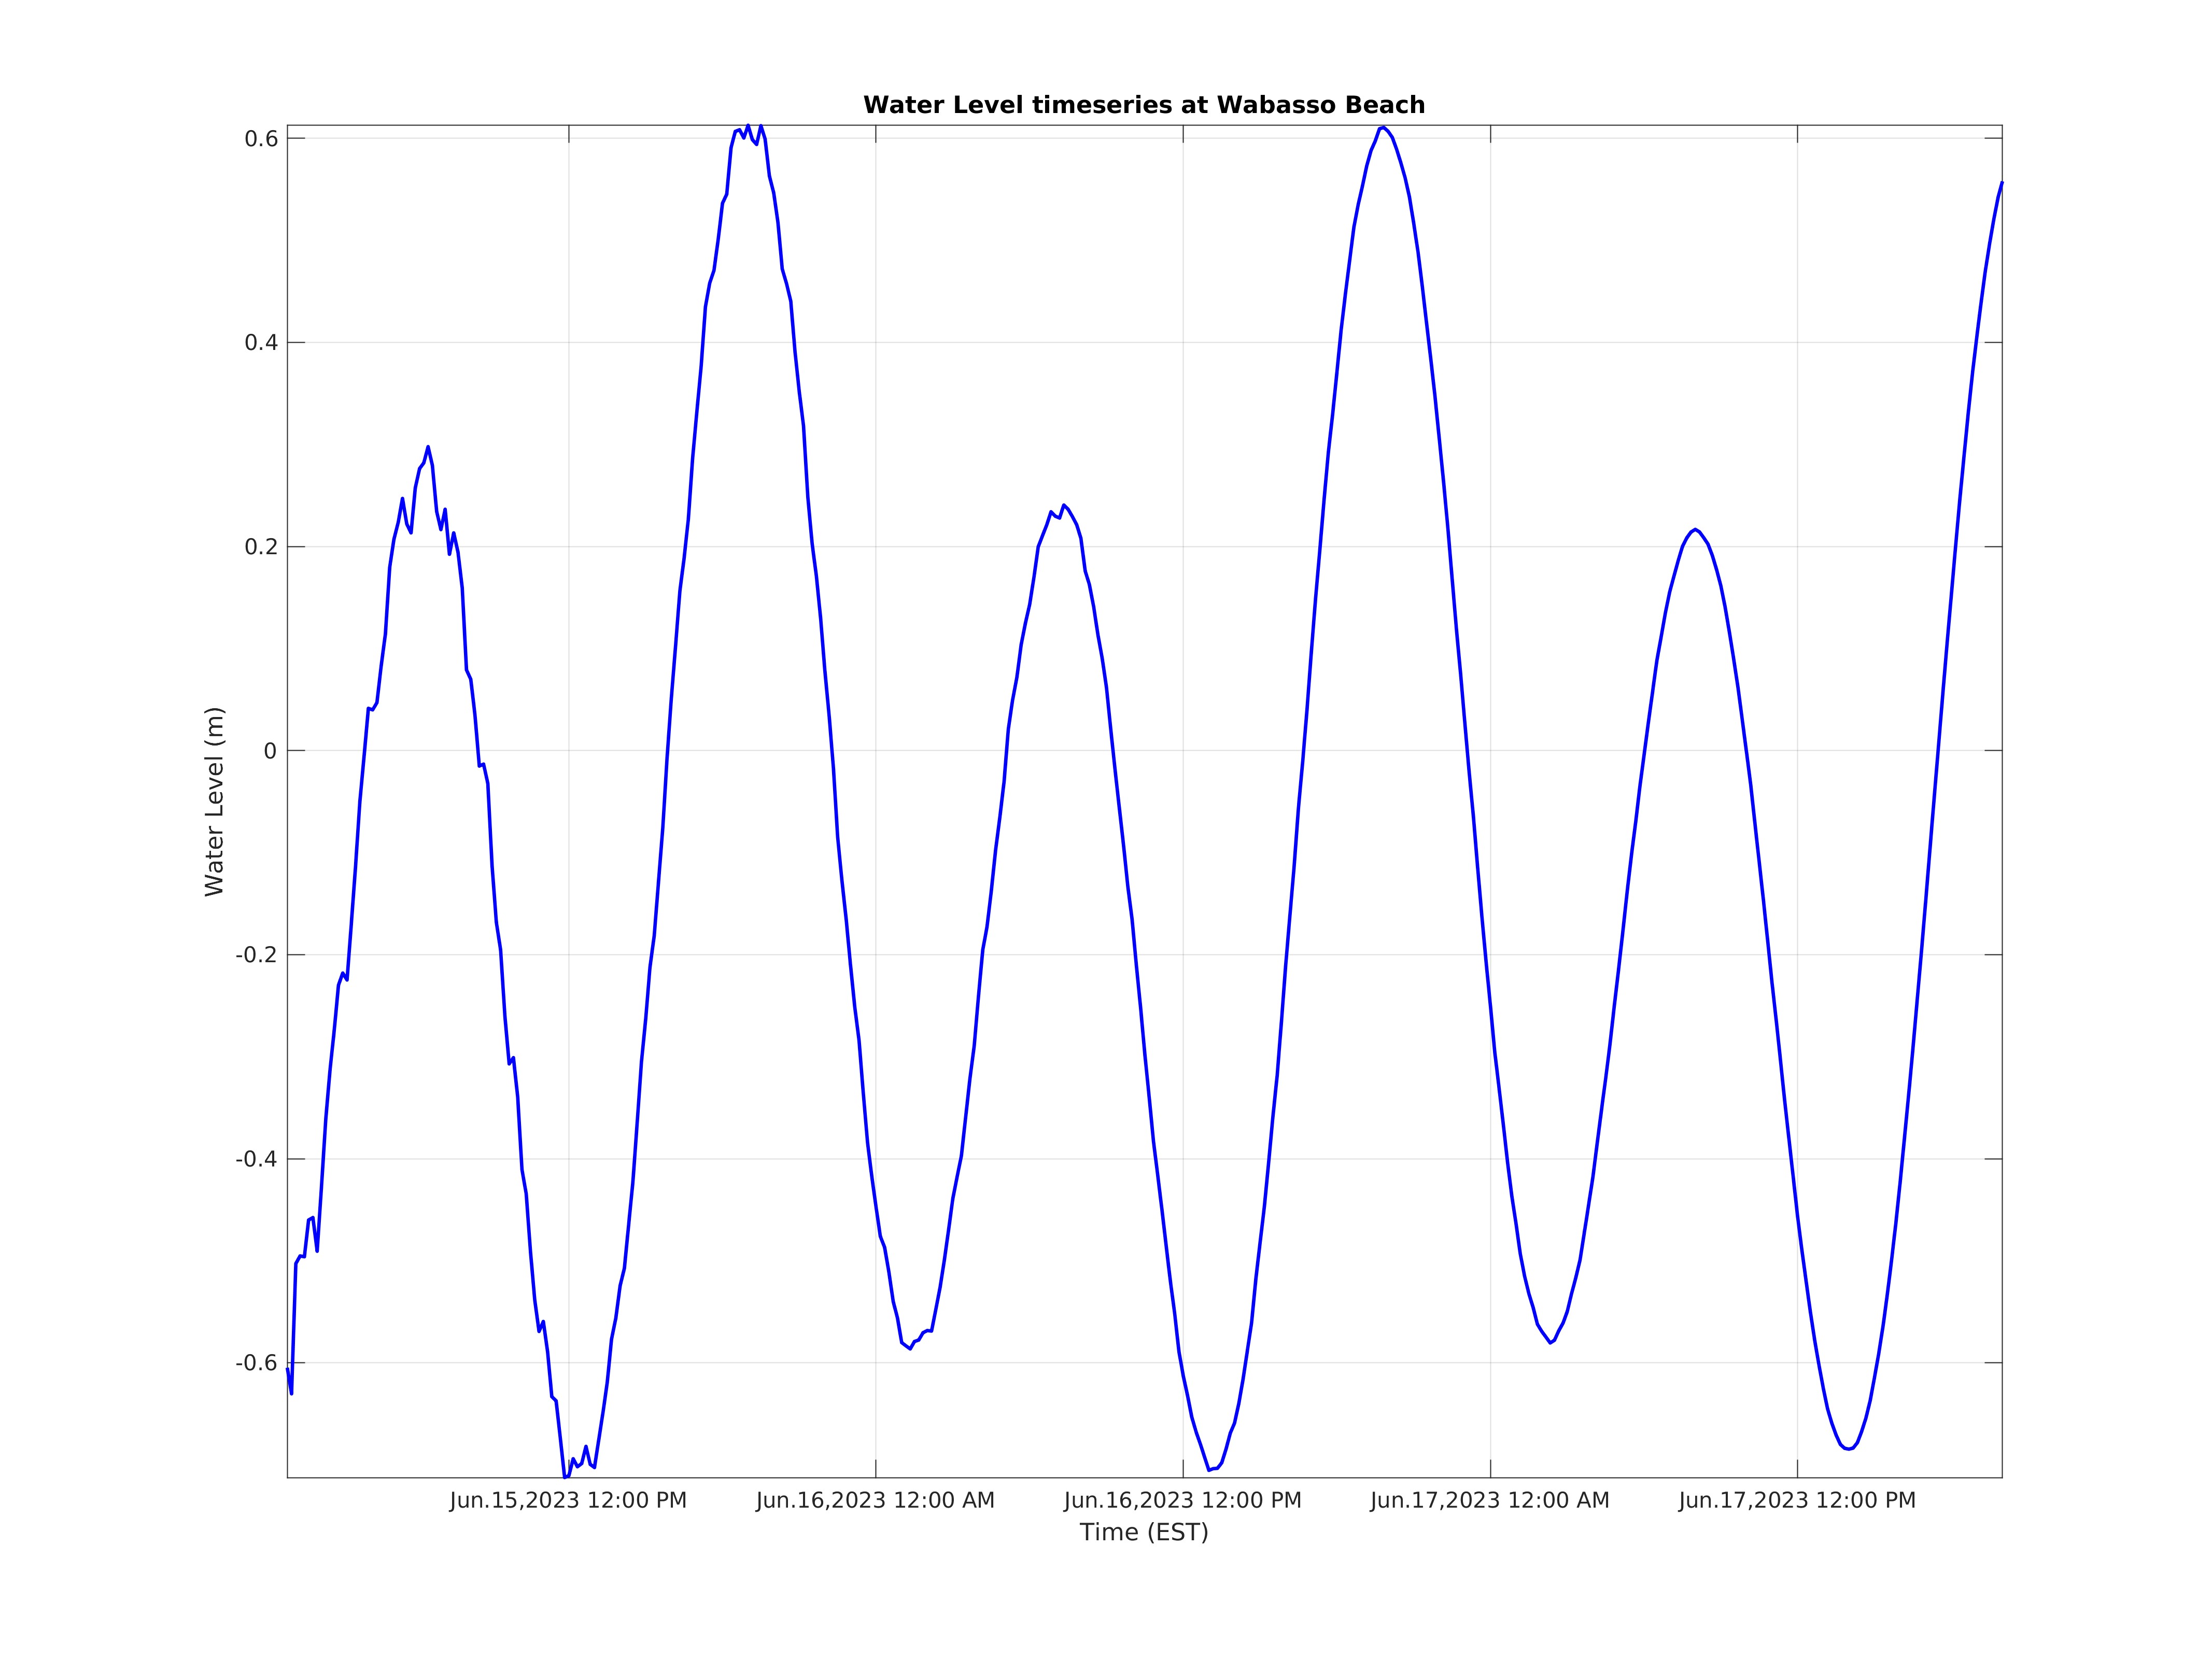 Water Level timeseries at Wabasso Beach
0.6
0.4
0.2
0
-0.2
-0.4
-0.6
Water Level (m)
Jun.15,2023 12:00 PM
Jun.16,2023 12:00 AM
Jun.16,2023 12:00 PM
Jun.17,2023 12:00 AM
Jun.17,2023 12:00 PM
Time (EST)